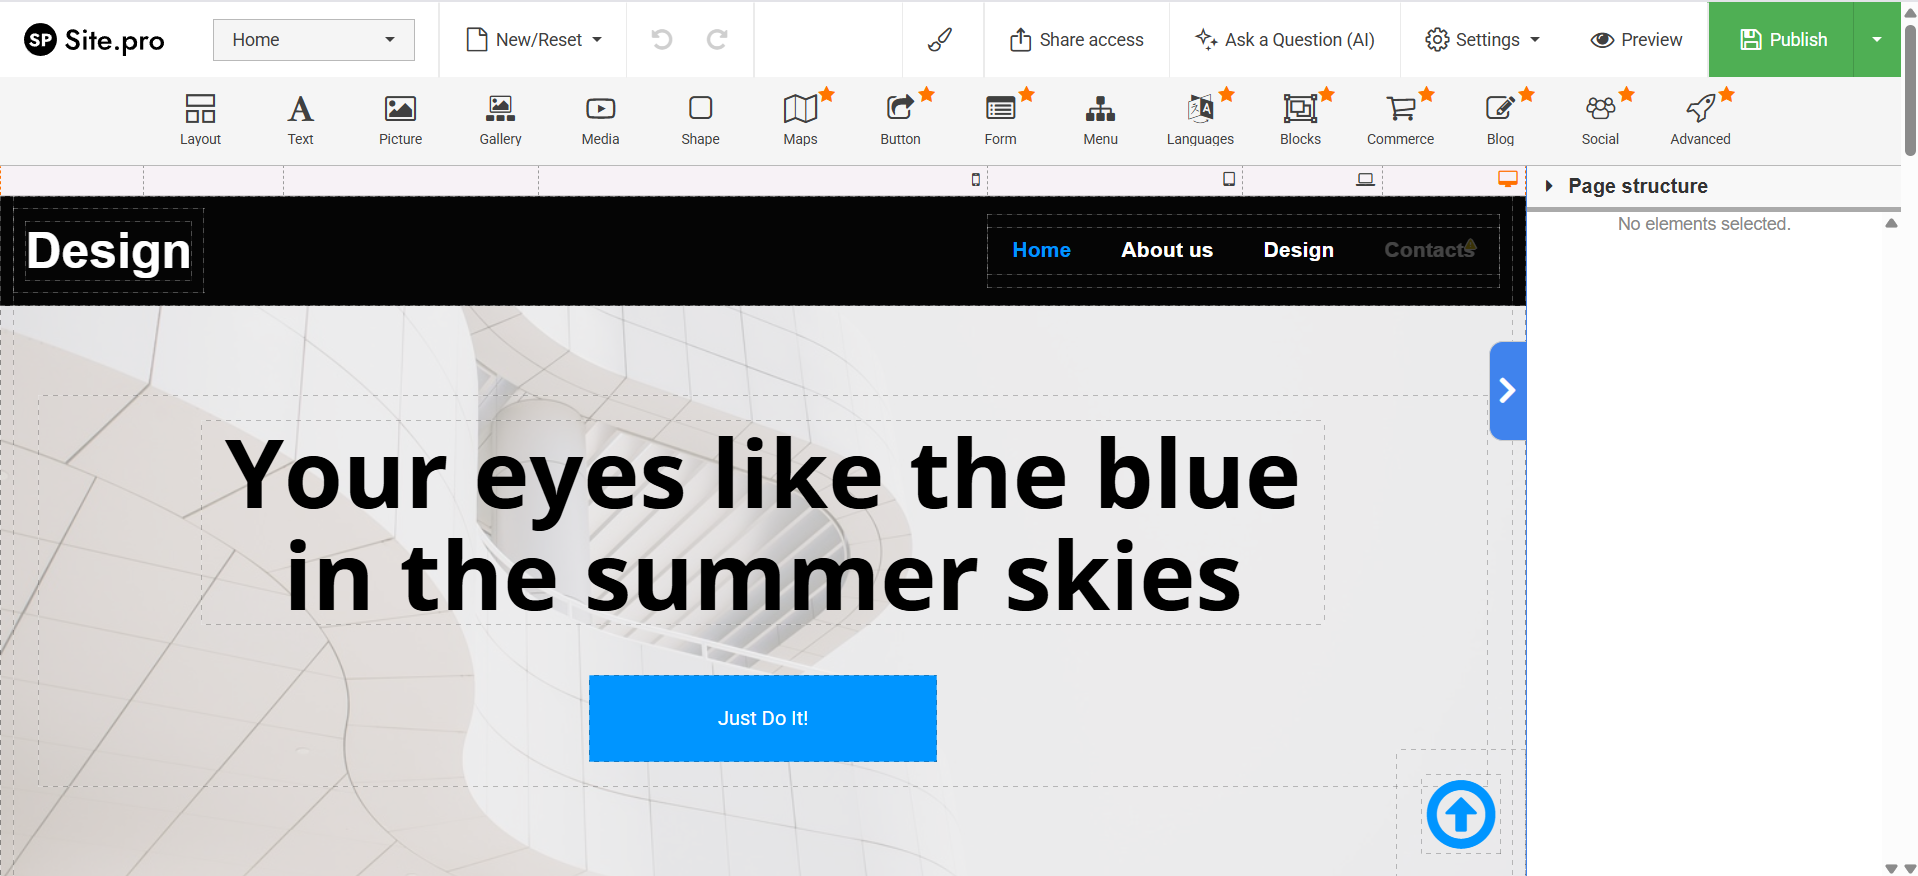 SP Site.pro
Home
New/Reset
Share access
Ask a Question (AI)
Settings
Preview
Publish
Layout
Text
Picture
Gallery
Media
Shape
Maps
Button
Form
Menu
Languages
Blocks
Commerce
Blog
Social
Advanced
Page structure
No elements selected.
Design
Home
About us
Design
Contacts
Your eyes like the blue
in the summer skies
Just Do It!